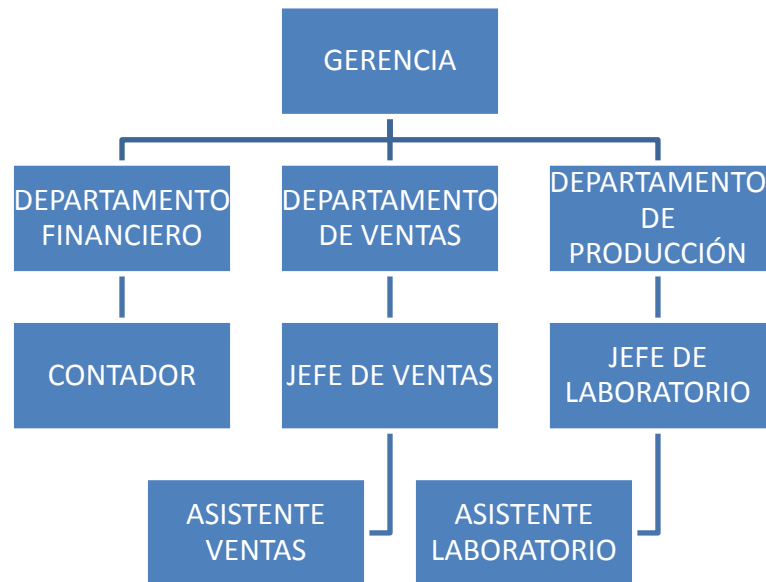 GERENCIA
DEPARTAMENTO
FINANCIERO
DEPARTAMENTO
DE VENTAS
DEPARTAMENTO
DE
PRODUCCIÓN
CONTADOR
JEFE DE VENTAS
JEFE DE
LABORATORIO
ASISTENTE
VENTAS
ASISTENTE
LABORATORIO